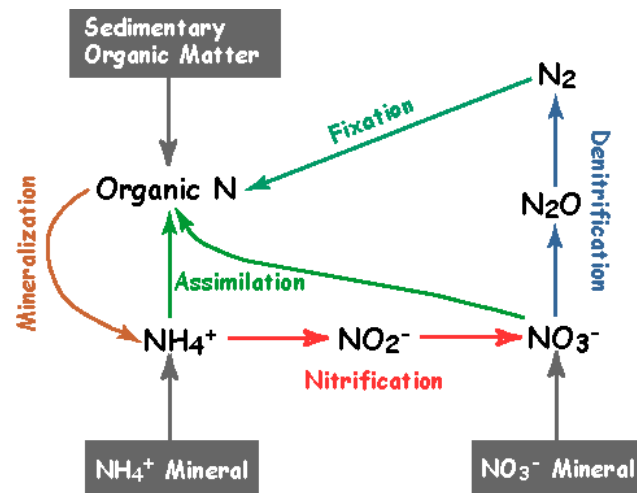 Sedimentary
Organic Matter
N₂
Fixation
Denitrification
Organic N
N₂O
Mineralization
Assimilation
NH₄⁺
NO₂⁻
NO₃⁻
Nitrification
NH₄⁺ Mineral
NO₃⁻ Mineral